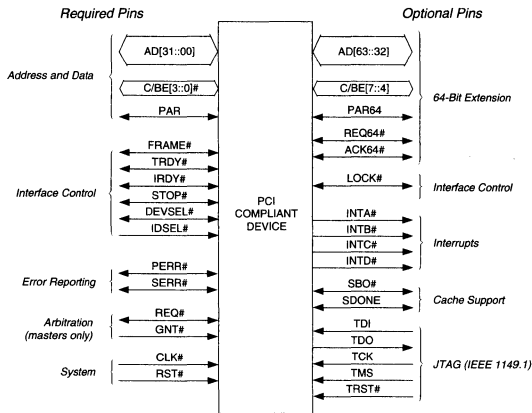 Required Pins
Optional Pins
Address and Data
AD[31::00]
C/BE[3::0]#
PAR
Interface Control
FRAME#
TRDY#
IRDY#
STOP#
DEVSEL#
IDSEL#
Error Reporting
PERR#
SERR#
Arbitration
(masters only)
REQ#
GNT#
System
CLK#
RST#
PCI
COMPLIANT
DEVICE
AD[63::32]
C/BE[7::4]
PAR64
REQ64#
ACK64#
64-Bit Extension
LOCK#
Interface Control
INTA#
INTB#
INTC#
INTD#
Interrupts
SBO#
SDONE
Cache Support
TDI
TDO
TCK
TMS
TRST#
JTAG (IEEE 1149.1)